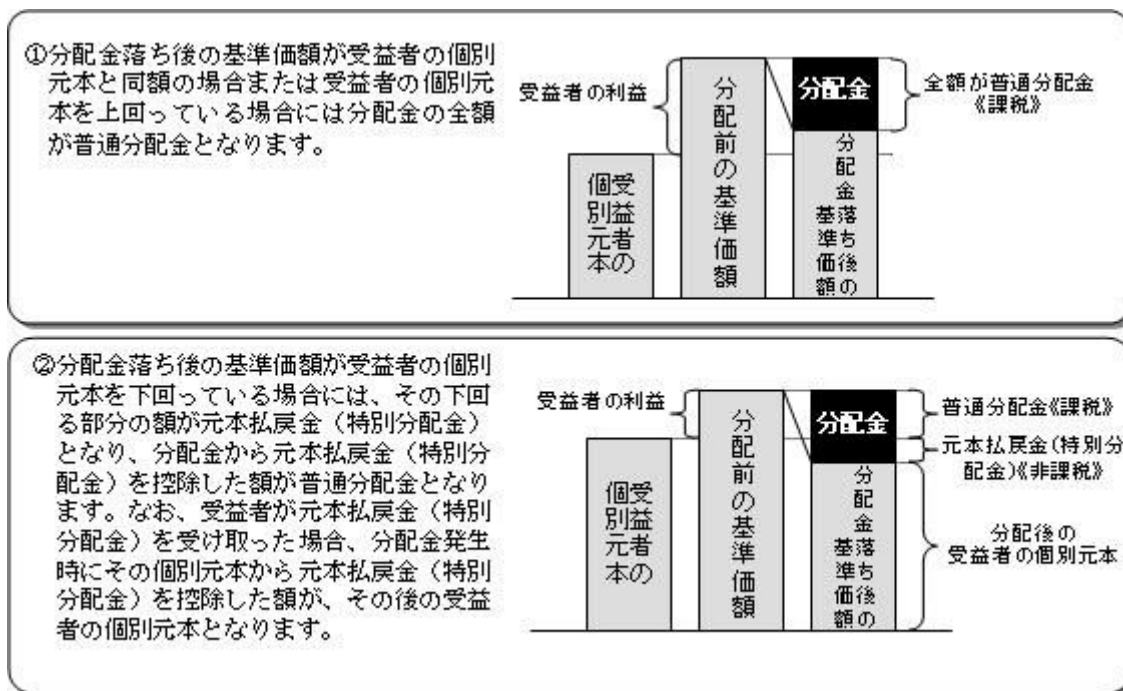 ①分配金落ち後の基準価額が受益者の個別
元本と同額の場合または受益者の個別元
本を上回っている場合には分配金の全額
が普通分配金となります。
受益者の利益
受益者の
個別元本
分配前の基準価額
分配金
分配金落ち後の
基準価額
全額が普通分配金
《課税》
②分配金落ち後の基準価額が受益者の個別
元本を下回っている場合には、その下回
る部分の額が元本払戻金（特別分配金）
となり、分配金から元本払戻金（特別分
配金）を控除した額が普通分配金となり
ます。なお、受益者が元本払戻金（特別
分配金）を受け取った場合、分配金発生
時にその個別元本から元本払戻金（特別
分配金）を控除した額が、その後の受益
者の個別元本となります。
受益者の利益
受益者の
個別元本
分配前の基準価額
分配金
分配金落ち後の
基準価額
普通分配金《課税》
元本払戻金（特別分
配金）《非課税》
分配後の
受益者の個別元本